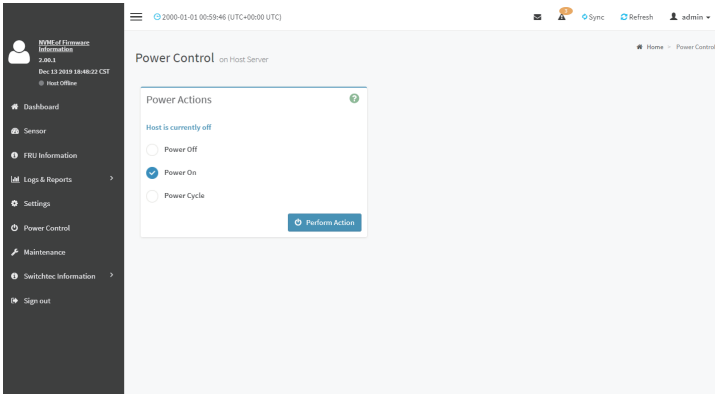 2000-01-01 00:59:46 (UTC+00:00 UTC)
Sync
Refresh
admin
NVMEof Firmware
Information
2.00.1
Dec 13 2019 18:48:22 CST
Host Offline
Dashboard
Sensor
FRU Information
Logs & Reports
Settings
Power Control
Maintenance
Switchtec Information
Sign out
Power Control on Host Server
Home > Power Control
Power Actions
Host is currently off
Power Off
Power On
Power Cycle
Perform Action